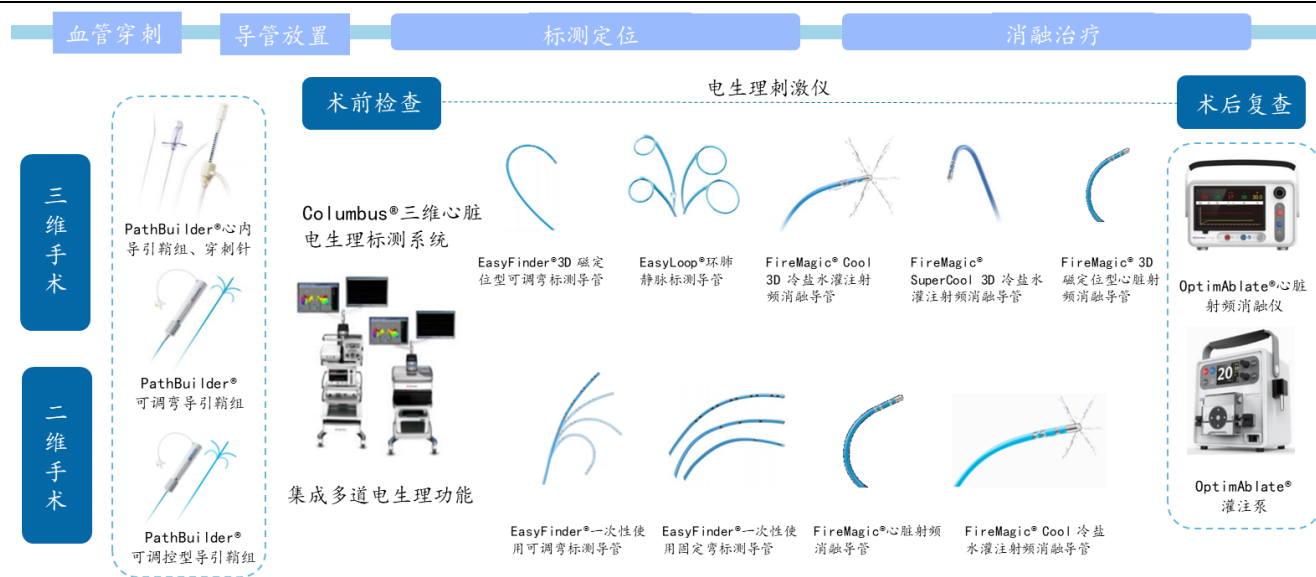 血管穿刺
导管放置
标测定位
消融治疗
术前检查
电生理刺激仪
术后复查
三维手术
二维手术
PathBuilder®心内
导引鞘组、穿刺针
PathBuilder®
可调弯导引鞘组
PathBuilder®
可调控型导引鞘组
Columbus®三维心脏
电生理标测系统
集成多道电生理功能
EasyFinder®3D 磁定
位型可调弯标测导管
EasyLoop®环肺
静脉标测导管
FireMagic® Cool
3D 冷盐水灌注射
频消融导管
FireMagic®
SuperCool 3D 冷盐水
灌注射频消融导管
FireMagic® 3D
磁定位型心脏射
频消融导管
EasyFinder®一次性使
用可调弯标测导管
EasyFinder®一次性使
用固定弯标测导管
FireMagic®心脏射频
消融导管
FireMagic® Cool 冷盐
水灌注射频消融导管
OptimAblate®心脏
射频消融仪
20
OptimAblate®
灌注泵